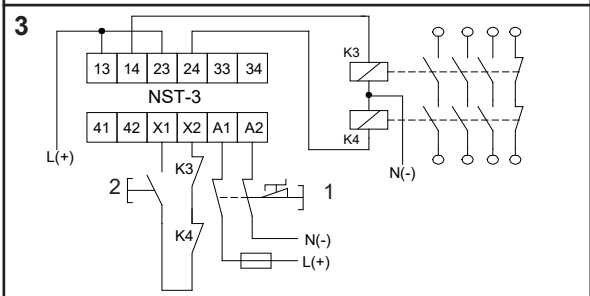 3
K3
13 14 23 24 33 34
NST-3
41 42 X1 X2 A1 A2
K4
L(+)
N(-)
K3
2
1
K4
N(-)
L(+)